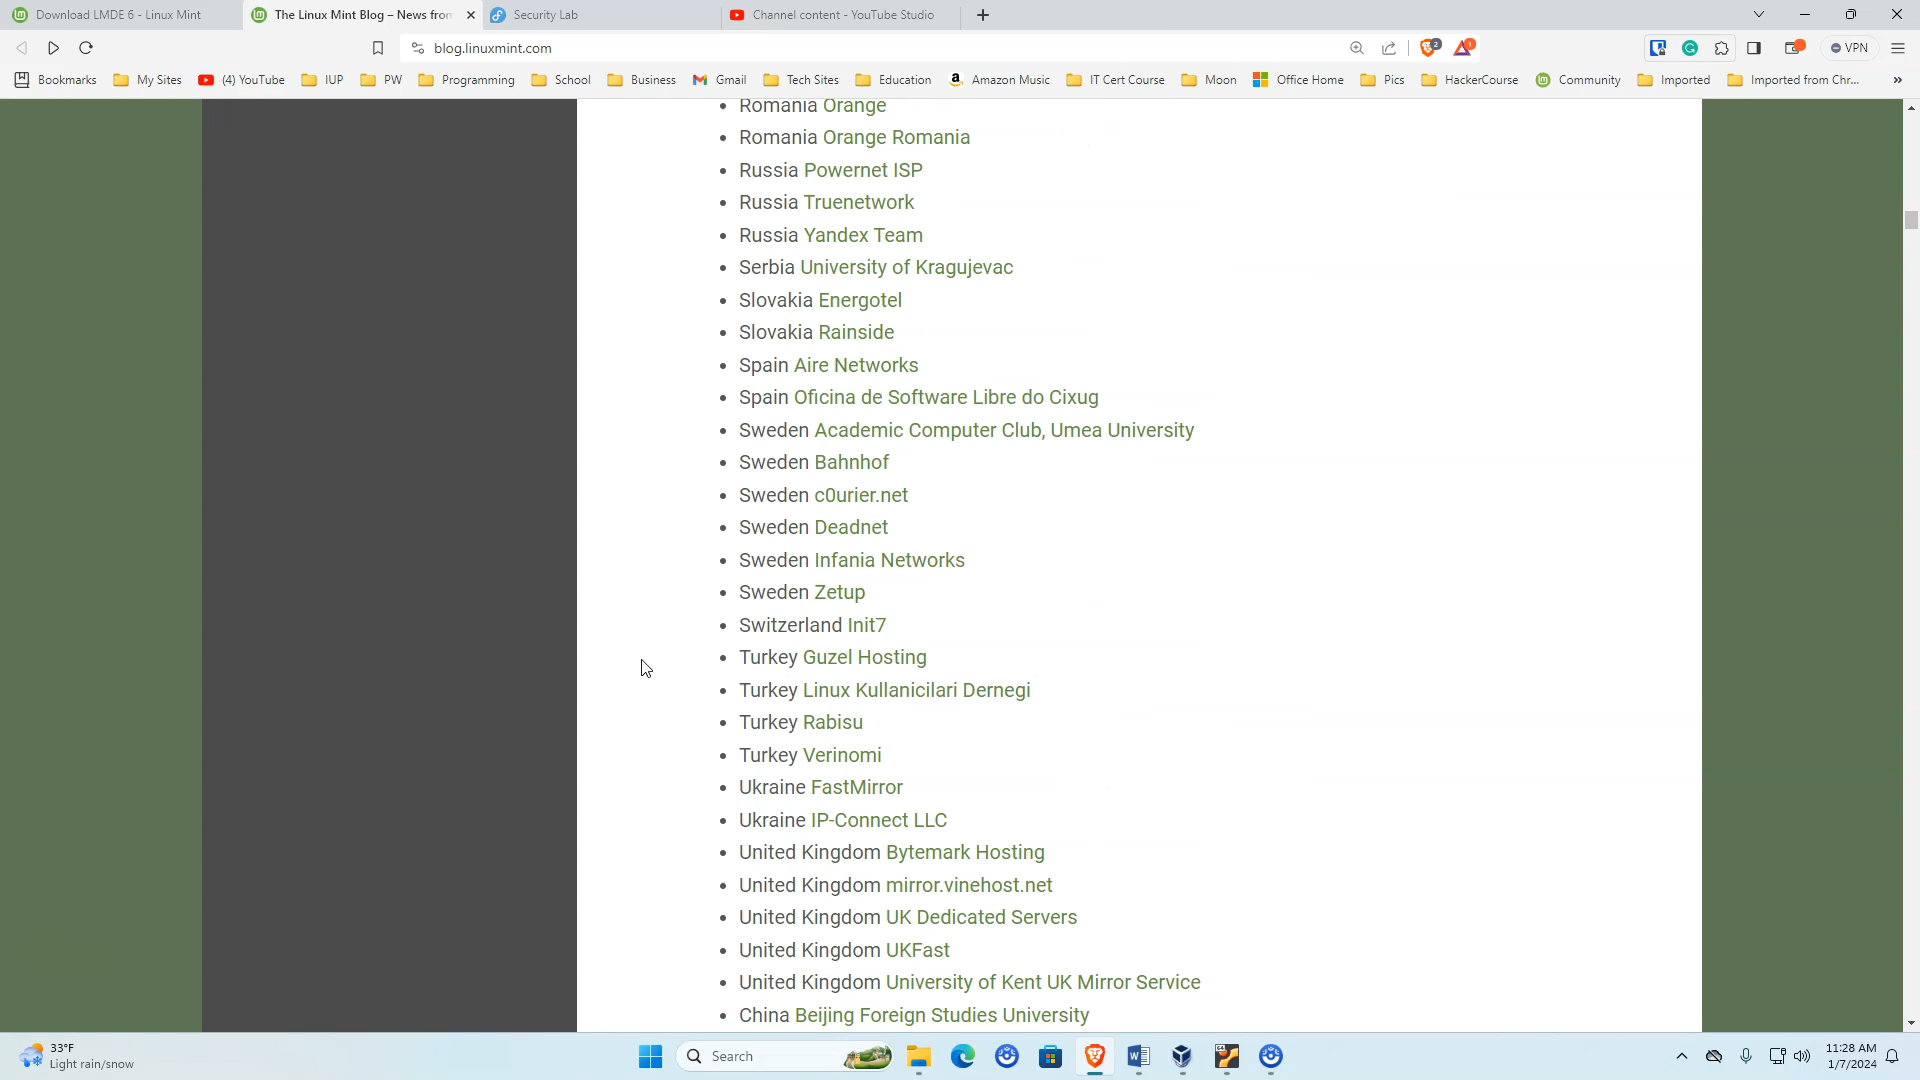 Download LMDE 6 - Linux Mint
The Linux Mint Blog – News from
Security Lab
Channel content - YouTube Studio
blog.linuxmint.com
2
1
VPN
Bookmarks
My Sites
(4) YouTube
IUP
PW
Programming
School
Business
Gmail
Tech Sites
Education
Amazon Music
IT Cert Course
Moon
Office Home
Pics
HackerCourse
Community
Imported
Imported from Chr...
Romania Orange
Romania Orange Romania
Russia Powernet ISP
Russia Truenetwork
Russia Yandex Team
Serbia University of Kragujevac
Slovakia Energotel
Slovakia Rainside
Spain Aire Networks
Spain Oficina de Software Libre do Cixug
Sweden Academic Computer Club, Umea University
Sweden Bahnhof
Sweden c0urier.net
Sweden Deadnet
Sweden Infania Networks
Sweden Zetup
Switzerland Init7
Turkey Guzel Hosting
Turkey Linux Kullanicilari Dernegi
Turkey Rabisu
Turkey Verinomi
Ukraine FastMirror
Ukraine IP-Connect LLC
United Kingdom Bytemark Hosting
United Kingdom mirror.vinehost.net
United Kingdom UK Dedicated Servers
United Kingdom UKFast
United Kingdom University of Kent UK Mirror Service
China Beijing Foreign Studies University
33°F
Light rain/snow
Search
11:28 AM
1/7/2024